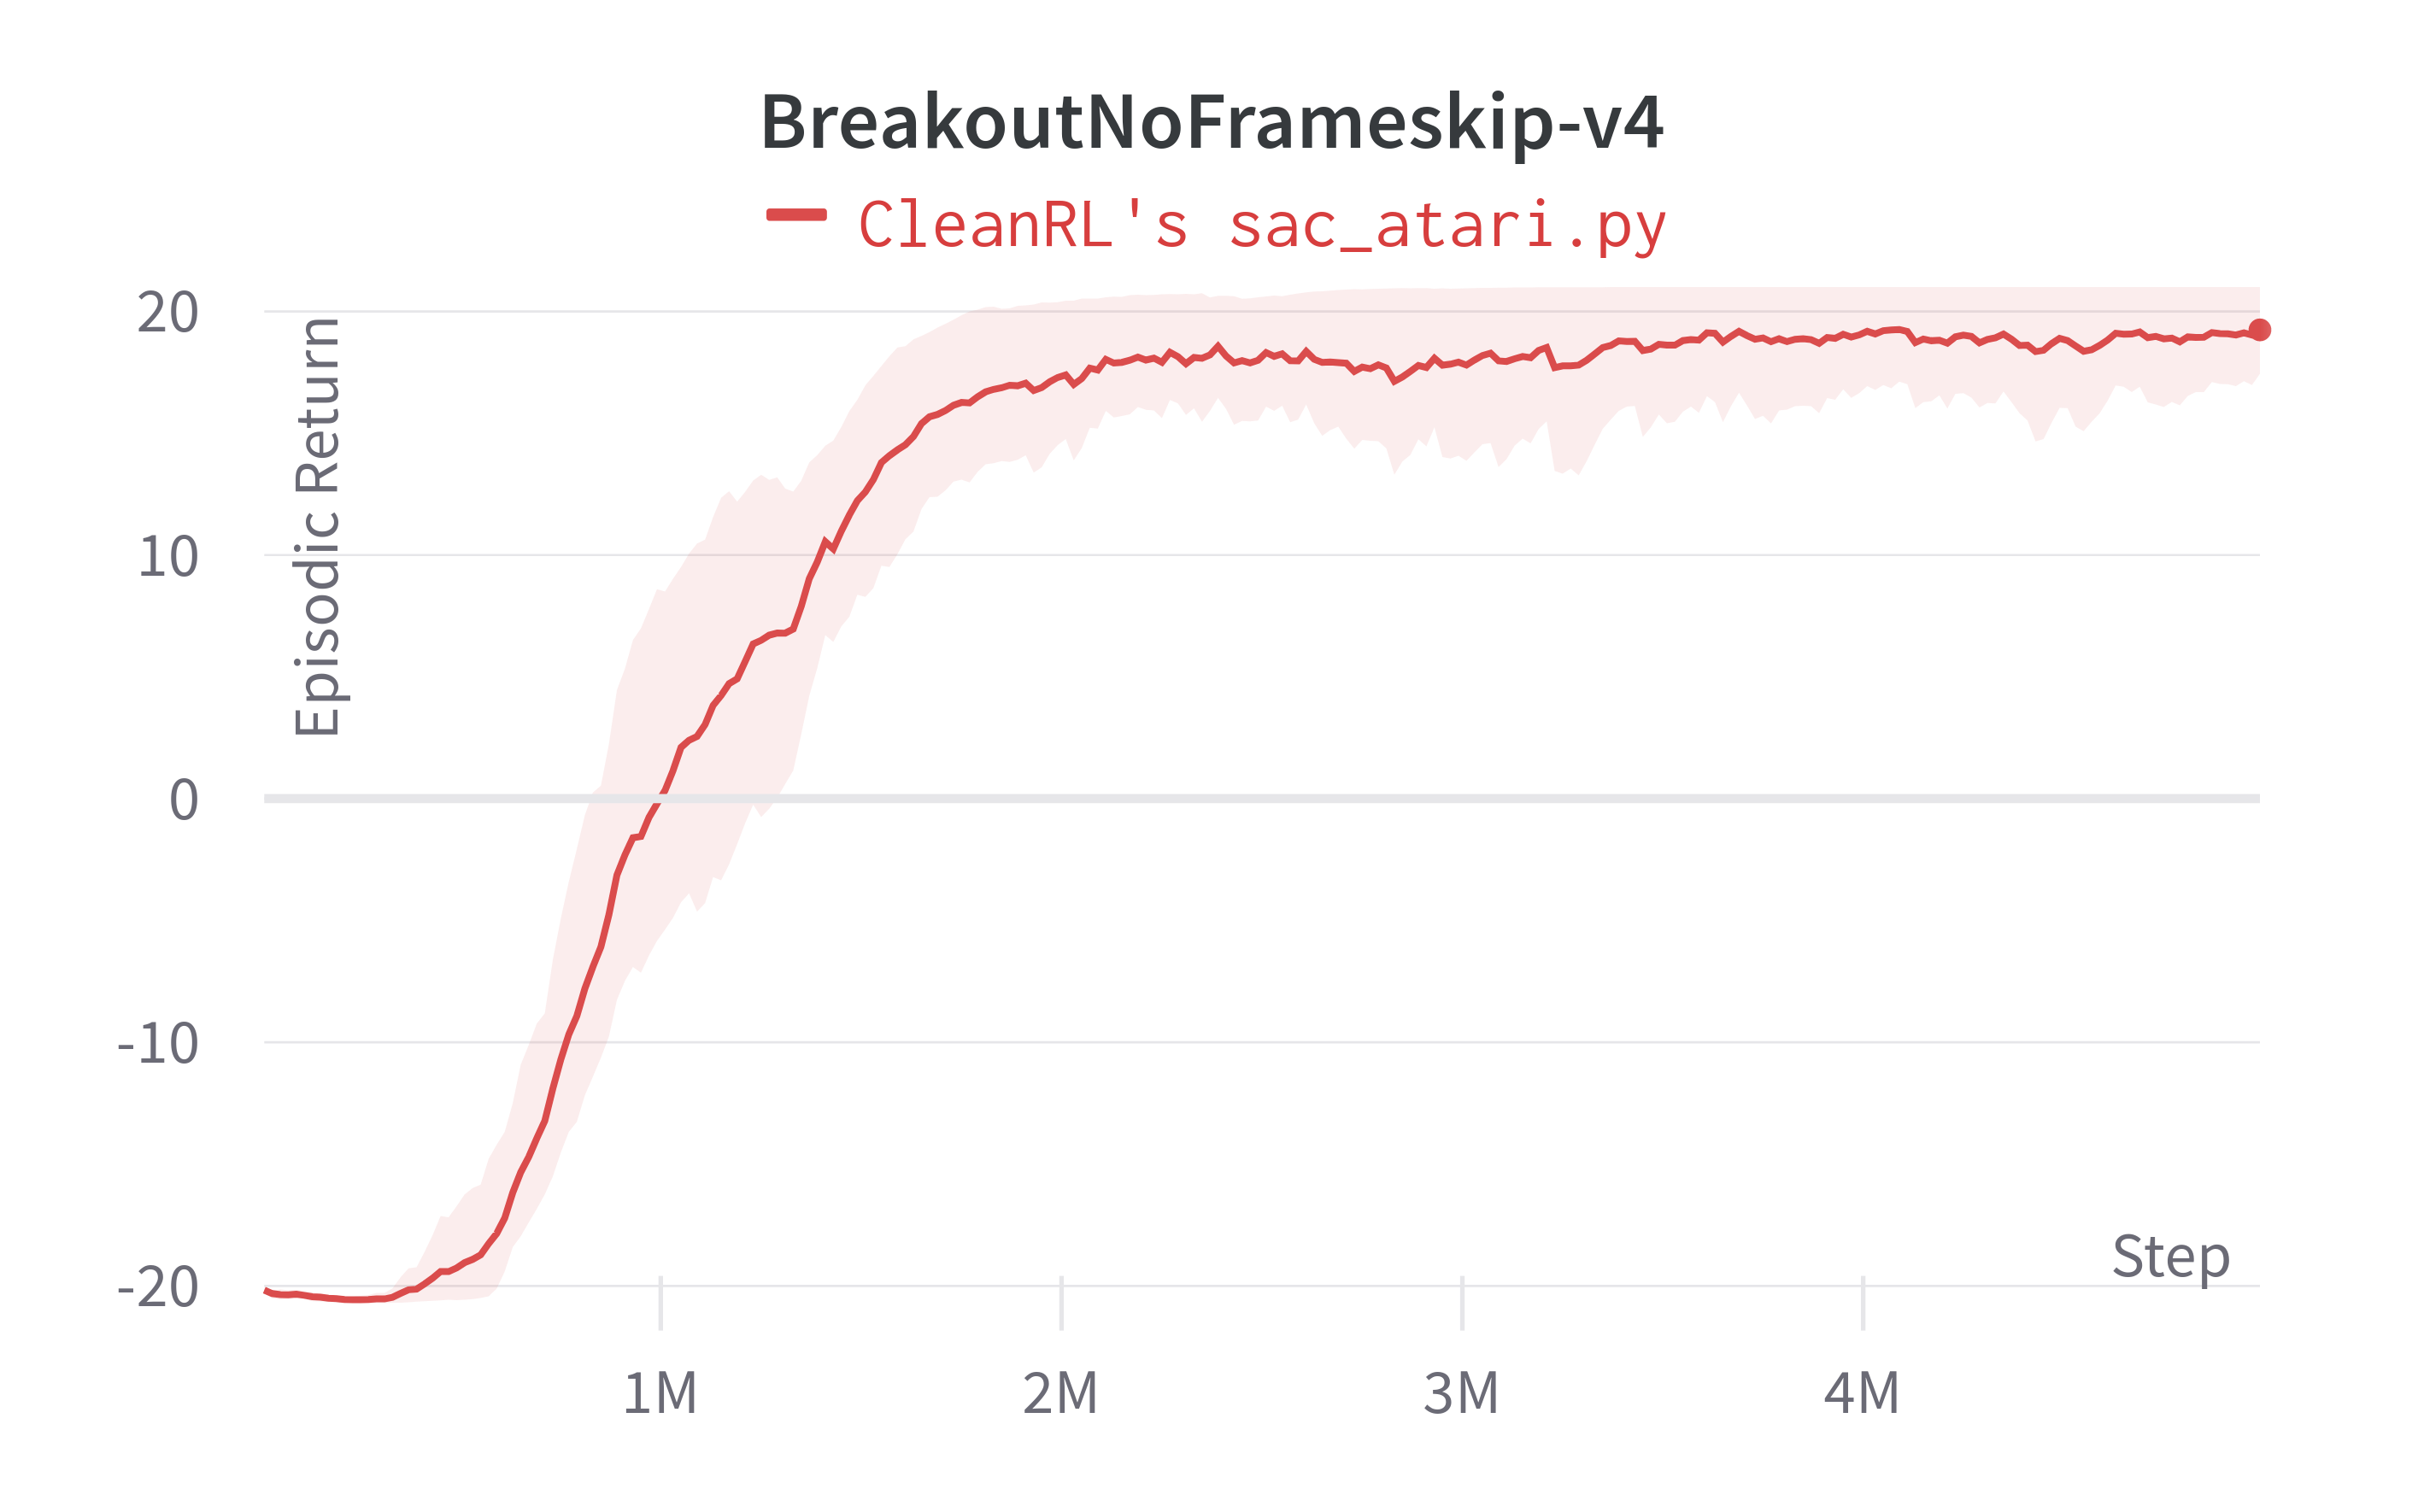 BreakoutNoFrameskip-v4
CleanRL's sac_atari.py
Episodic Return
20
10
0
-10
-20
Step
1M
2M
3M
4M